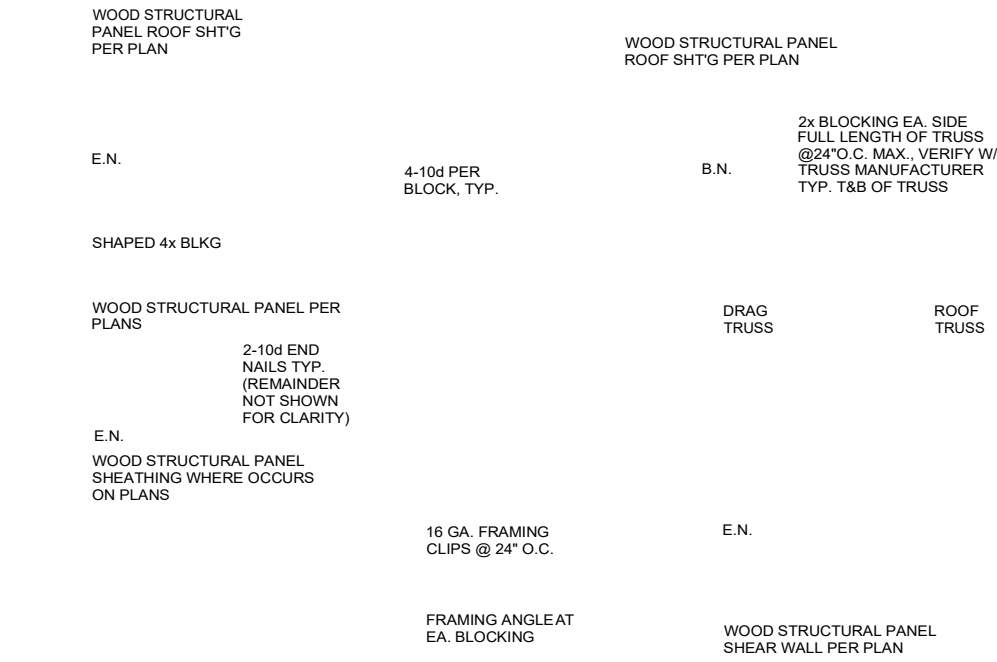 WOOD STRUCTURAL
PANEL ROOF SHT'G
PER PLAN
WOOD STRUCTURAL PANEL
ROOF SHT'G PER PLAN
2x BLOCKING EA. SIDE
FULL LENGTH OF TRUSS
@24"O.C. MAX., VERIFY W/
TRUSS MANUFACTURER
TYP. T&B OF TRUSS
E.N.
4-10d PER
BLOCK, TYP.
B.N.
SHAPED 4x BLKG
WOOD STRUCTURAL PANEL PER
PLANS
DRAG
TRUSS
ROOF
TRUSS
2-10d END
NAILS TYP.
(REMAINDER
NOT SHOWN
FOR CLARITY)
E.N.
WOOD STRUCTURAL PANEL
SHEATHING WHERE OCCURS
ON PLANS
16 GA. FRAMING
CLIPS @ 24" O.C.
E.N.
FRAMING ANGLE AT
EA. BLOCKING
WOOD STRUCTURAL PANEL
SHEAR WALL PER PLAN